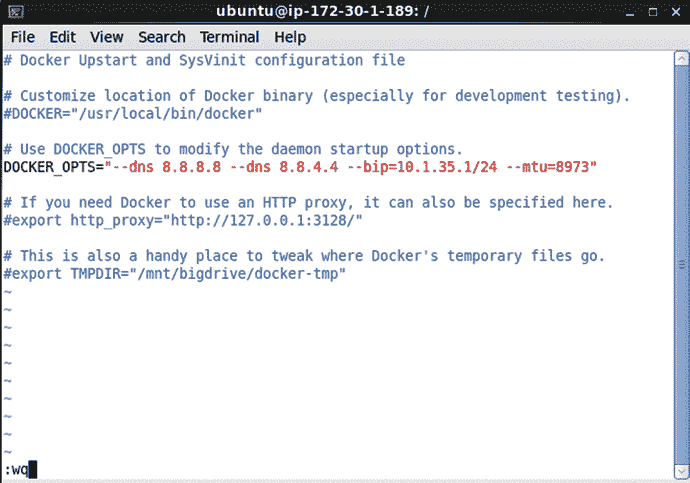 ubuntu@ip-172-30-1-189: /
File Edit View Search Terminal Help
# Docker Upstart and SysVinit configuration file
# Customize location of Docker binary (especially for development testing).
#DOCKER="/usr/local/bin/docker"
# Use DOCKER_OPTS to modify the daemon startup options.
DOCKER_OPTS="--dns 8.8.8.8 --dns 8.8.4.4 --bip=10.1.35.1/24 --mtu=8973"
# If you need Docker to use an HTTP proxy, it can also be specified here.
#export http_proxy="http://127.0.0.1:3128/"
# This is also a handy place to tweak where Docker's temporary files go.
#export TMPDIR="/mnt/bigdrive/docker-tmp"
~
~
~
~
~
~
~
~
~
~
:wq